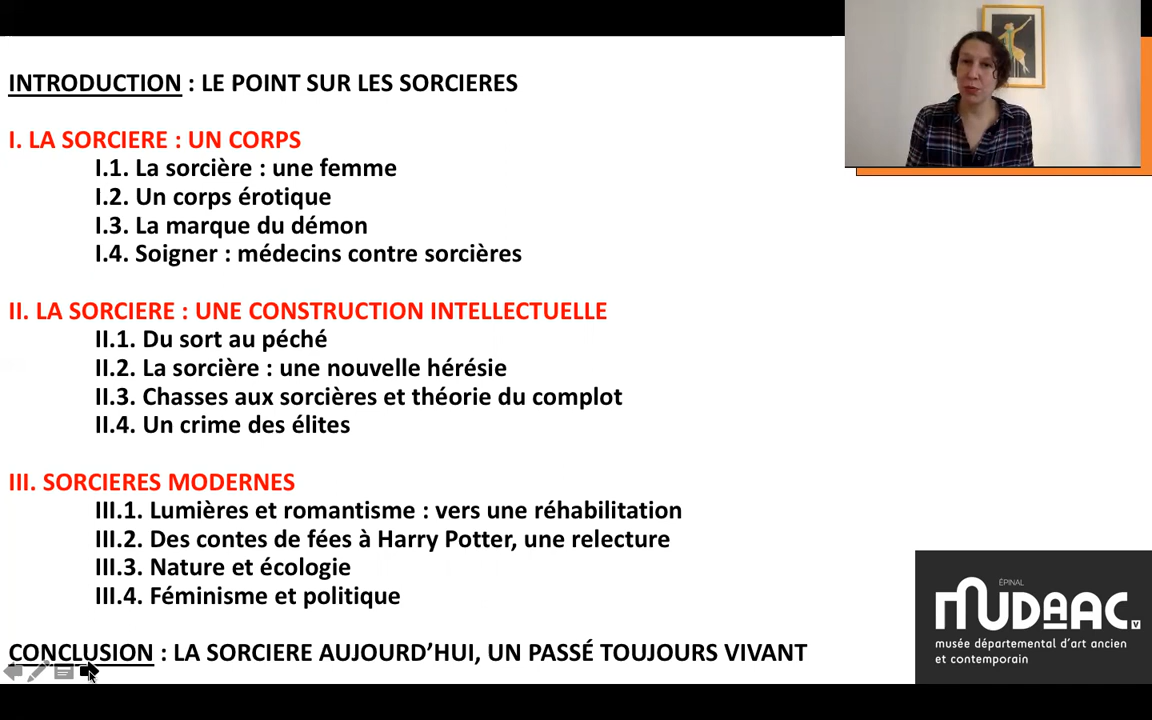 INTRODUCTION : LE POINT SUR LES SORCIERES
I. LA SORCIERE : UN CORPS
I.1. La sorcière : une femme
I.2. Un corps érotique
I.3. La marque du démon
I.4. Soigner : médecins contre sorcières
II. LA SORCIERE : UNE CONSTRUCTION INTELLECTUELLE
II.1. Du sort au péché
II.2. La sorcière : une nouvelle hérésie
II.3. Chasses aux sorcières et théorie du complot
II.4. Un crime des élites
III. SORCIERES MODERNES
III.1. Lumières et romantisme : vers une réhabilitation
III.2. Des contes de fées à Harry Potter, une relecture
III.3. Nature et écologie
III.4. Féminisme et politique
CONCLUSION : LA SORCIERE AUJOURD’HUI, UN PASSÉ TOUJOURS VIVANT
ÉPINAL
MUDAAC V
musée départemental d’art ancien
et contemporain